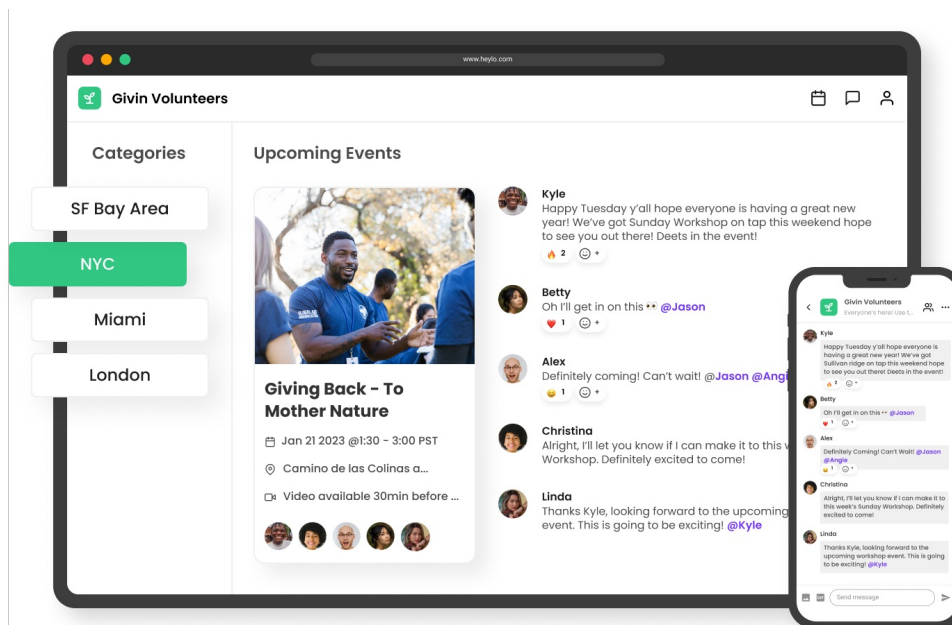 www.heylo.com
Givin Volunteers
Categories
SF Bay Area
NYC
Miami
London
Upcoming Events
Giving Back - To
Mother Nature
Jan 21 2023 @1:30 - 3:00 PST
Camino de las Colinas a...
Video available 30min before ...
Kyle
Happy Tuesday y'all hope everyone is having a great new
year! We've got Sunday Workshop on tap this weekend hope
to see you out there! Deets in the event!
2
+
Betty
Oh I'll get in on this @Jason
1
+
Alex
Definitely coming! Can't wait! @Jason @Angi
1
+
Christina
Alright, I'll let you know if I can make it to this
Workshop. Definitely excited to come!
Linda
Thanks Kyle, looking forward to the upcoming
event. This is going to be exciting! @Kyle
Givin Volunteers
Everyone's here! Use t...
Kyle
Happy Tuesday y'all hope everyone is
having a great new year! We've got
Sullivan ridge on tap this weekend hope
to see you out there! Deets in the event!
2
+
Betty
Oh I'll get in on this @Jason
1
+
Alex
Definitely Coming! Can't Wait! @Jason
@Angie
1
+
Christina
Alright, I'll let you know if I can make it to
this week's Sunday Workshop. Definitely
excited to come!
Linda
Thanks Kyle, looking forward to the
upcoming workshop event. This is going
to be exciting! @Kyle
GIF
Send message